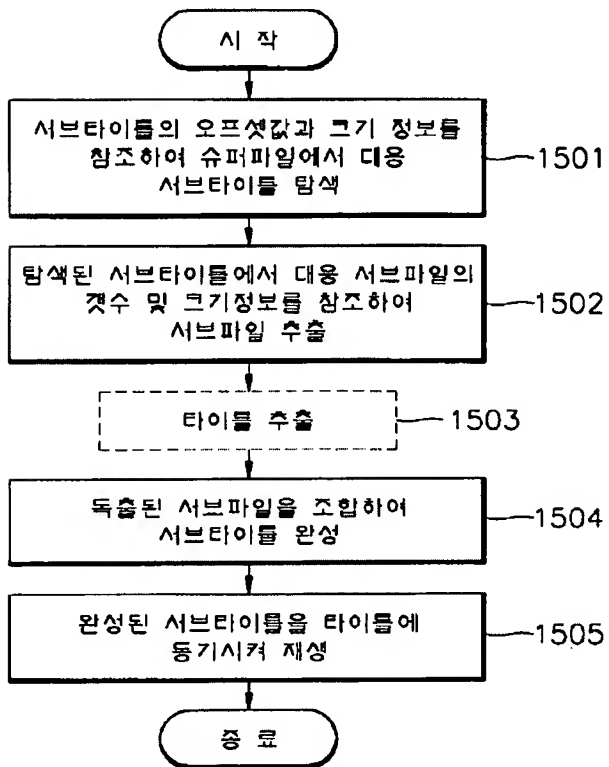 시 작
서브타이틀의 오프셋값과 크기 정보를
참조하여 슈퍼파일에서 대응
서브타이틀 탐색
1501
탐색된 서브타이틀에서 대응 서브파일의
갯수 및 크기정보를 참조하여
서브파일 추출
1502
타이틀 추출
1503
독출된 서브파일을 조합하여
서브타이틀 완성
1504
완성된 서브타이틀을 타이틀에
동기시켜 재생
1505
종 료